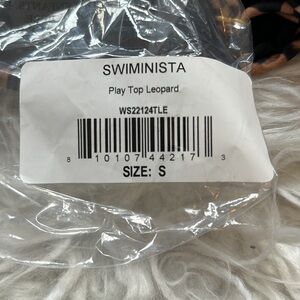 SWIMINISTA
Play Top Leopard
WS22124TLE
8 10107 44217 3
SIZE: S